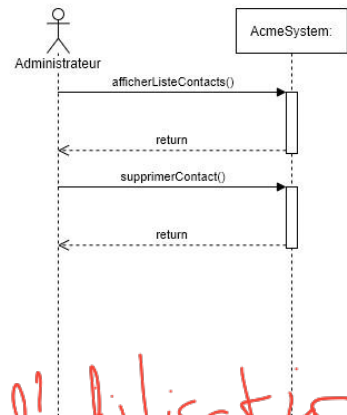 Administrateur
AcmeSystem:
afficherListeContacts()
return
supprimerContact()
return